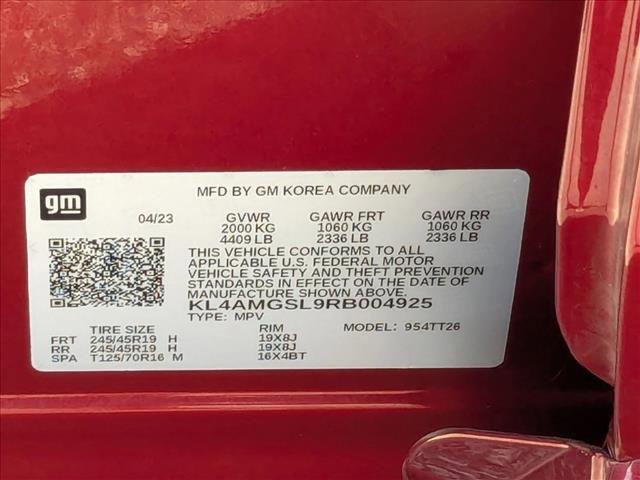 gm
MFD BY GM KOREA COMPANY
04/23 GVWR GAWR FRT GAWR RR
2000 KG 1060 KG 1060 KG
4409 LB 2336 LB 2336 LB
THIS VEHICLE CONFORMS TO ALL
APPLICABLE U.S. FEDERAL MOTOR
VEHICLE SAFETY AND THEFT PREVENTION
STANDARDS IN EFFECT ON THE DATE OF
MANUFACTURE SHOWN ABOVE.
KL4AMGSL9RB004925
TYPE: MPV MODEL: 954TT26
TIRE SIZE RIM
FRT 245/45R19 H 19X8J
RR 245/45R19 H 19X8J
SPA T125/70R16 M 16X4BT